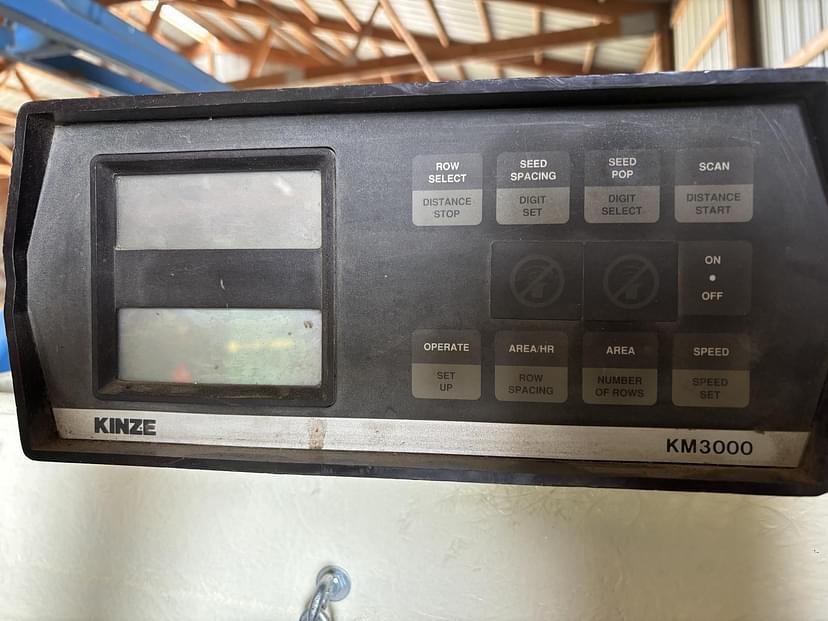 ROW
SELECT
DISTANCE
STOP
SEED
SPACING
DIGIT
SET
SEED
POP
DIGIT
SELECT
SCAN
DISTANCE
START
ON
OFF
OPERATE
SET
UP
AREA/HR
ROW
SPACING
AREA
NUMBER
OF ROWS
SPEED
SPEED
SET
KINZE
KM3000